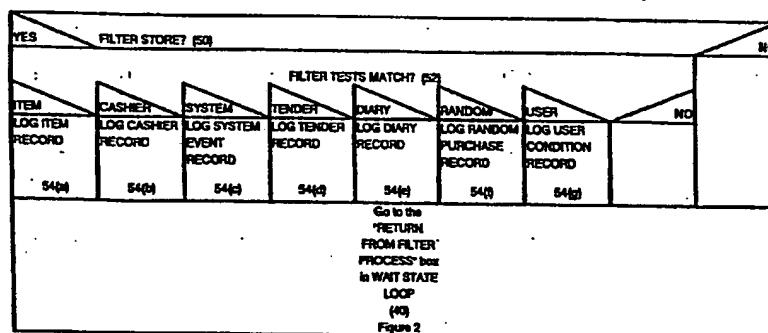 YES FILTER STORE? (50) N
FILTER TESTS MATCH? (52)
ITEM CASHIER SYSTEM TENDER DIARY RANDOM USER NO
LOG ITEM LOG CASHIER LOG SYSTEM LOG TENDER LOG DIARY LOG RANDOM LOG USER
RECORD RECORD EVENT RECORD RECORD PURCHASE CONDITION
RECORD RECORD RECORD
54(a) 54(b) 54(c) 54(d) 54(e) 54(f) 54(g)
Go to the
"RETURN
FROM FILTER
PROCESS" box
in WAIT STATE
LOOP
(40)
Figure 2